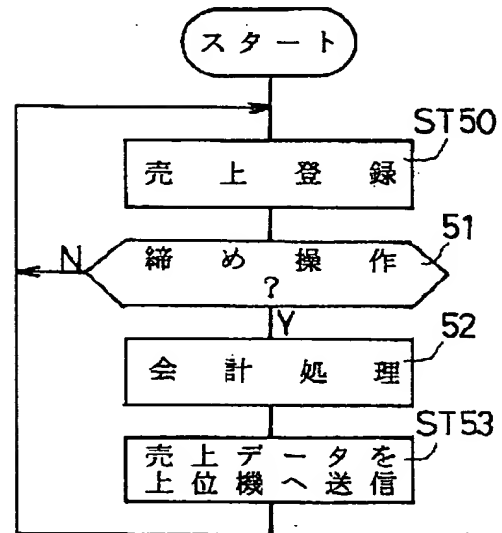 スタート
ST50
売上登録
51
締め操作
?
N
Y
52
会計処理
ST53
売上データを
上位機へ送信